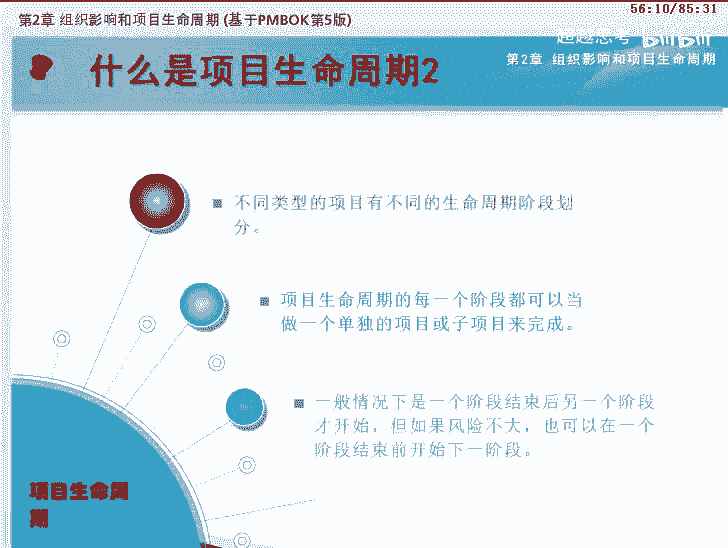 第2章 组织影响和项目生命周期 (基于PMBOK第5版)
56:10/85:31
什么是项目生命周期2
第2章 组织影响和项目生命周期
不同类型的项目有不同的生命周期阶段划
分。
项目生命周期的每一个阶段都可以当
做一个单独的项目或子项目来完成。
一般情况下是一个阶段结束后另一个阶段
才开始，但如果风险不大，也可以在一个
阶段结束前开始下一阶段。
项目生命周
期